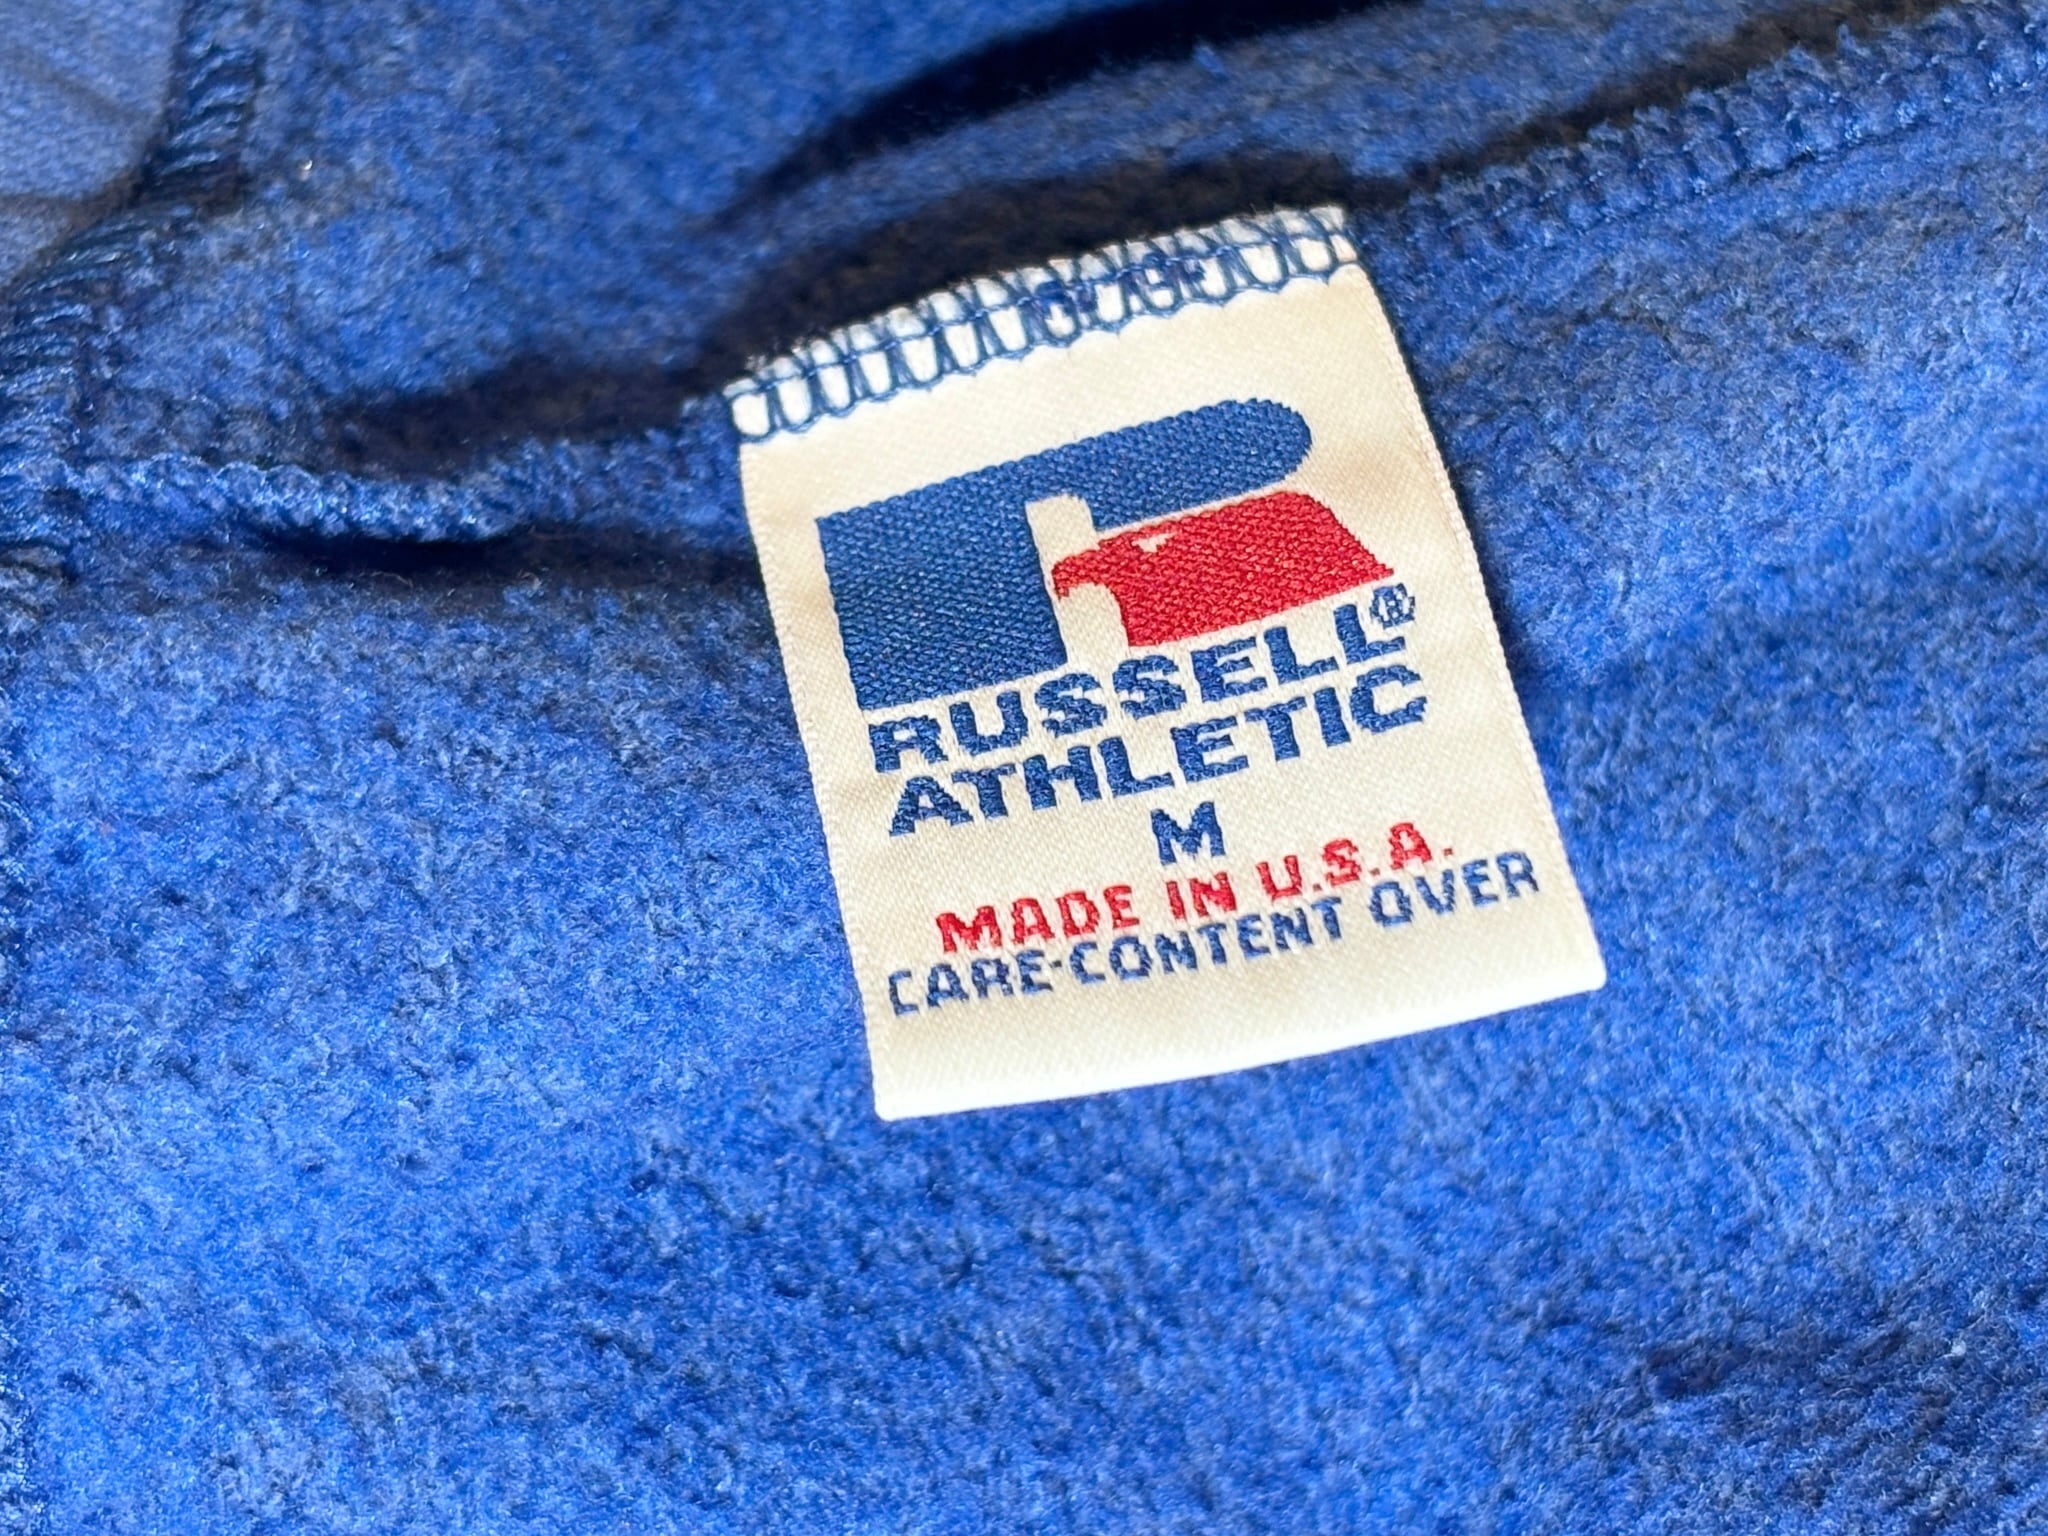 RUSSELL®
ATHLETIC
M
MADE IN U.S.A.
CARE-CONTENT OVER